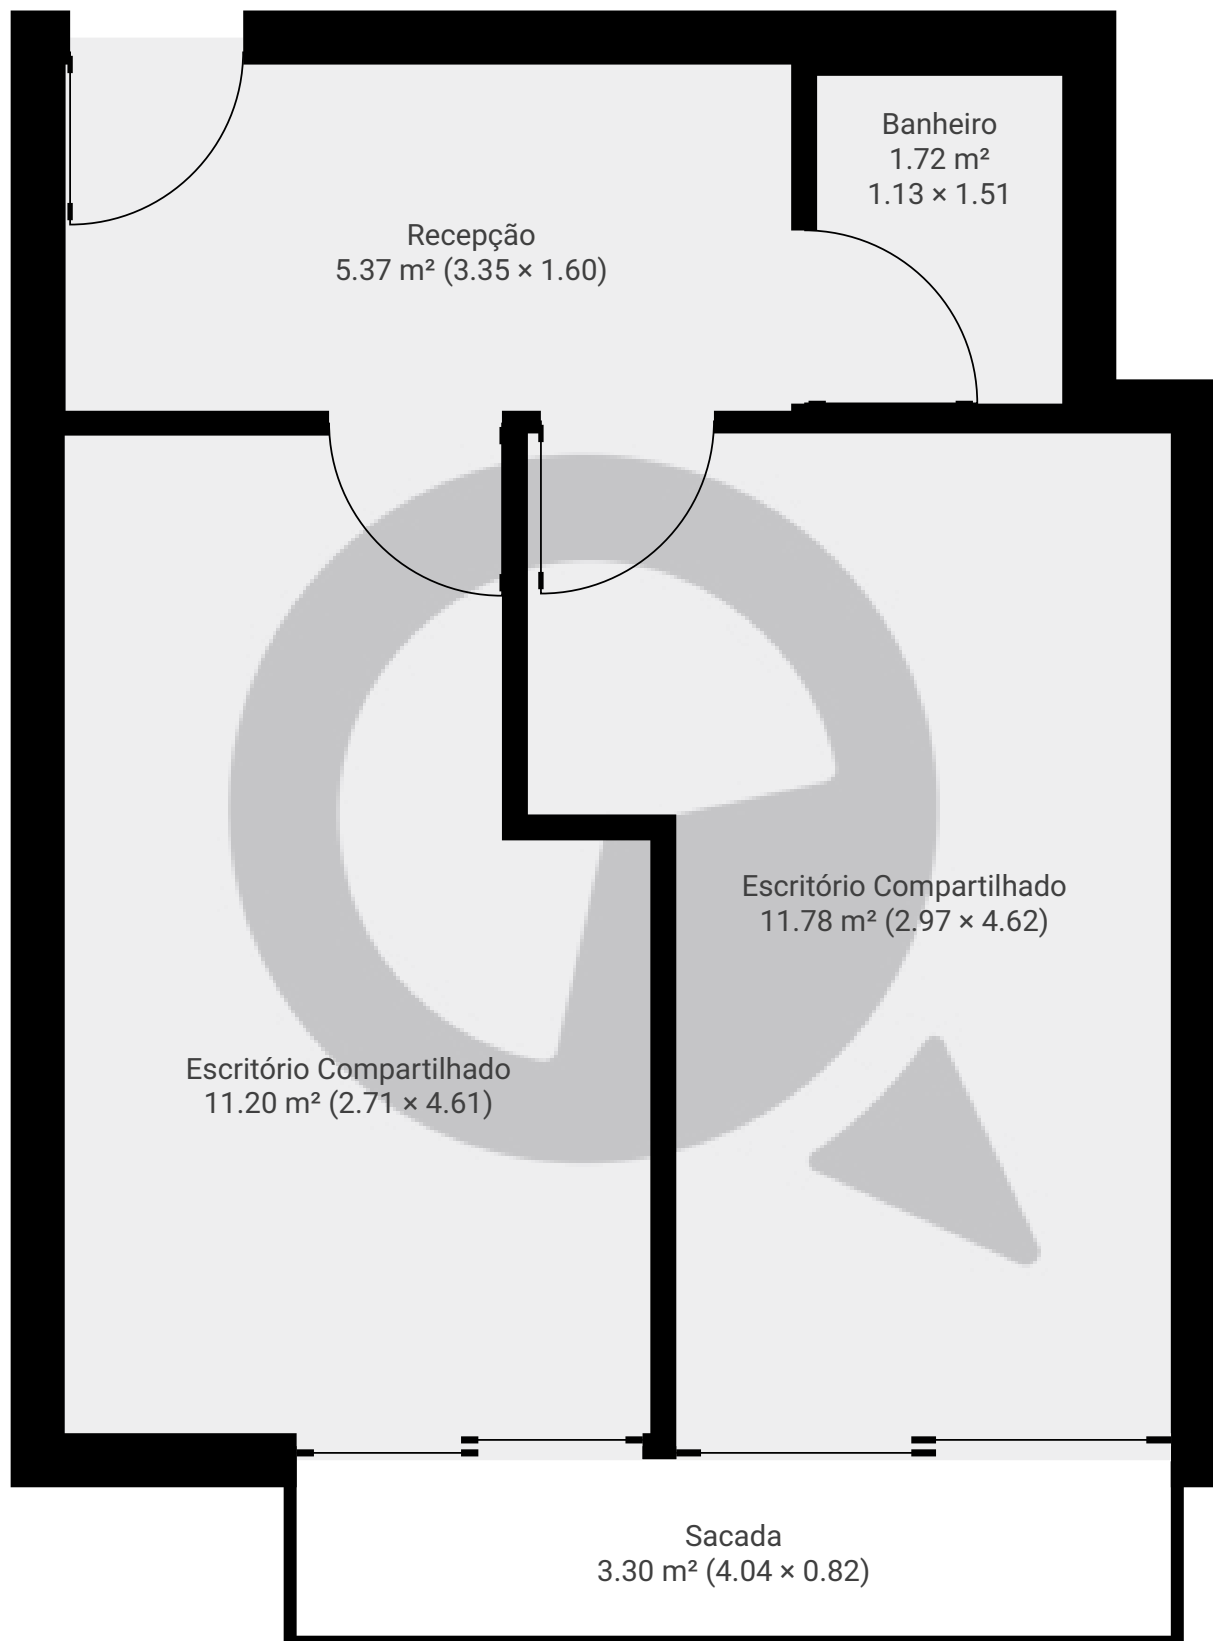 Banheiro
1.72 m²
1.13 × 1.51
Recepção
5.37 m² (3.35 × 1.60)
Escritório Compartilhado
11.78 m² (2.97 × 4.62)
Escritório Compartilhado
11.20 m² (2.71 × 4.61)
Sacada
3.30 m² (4.04 × 0.82)